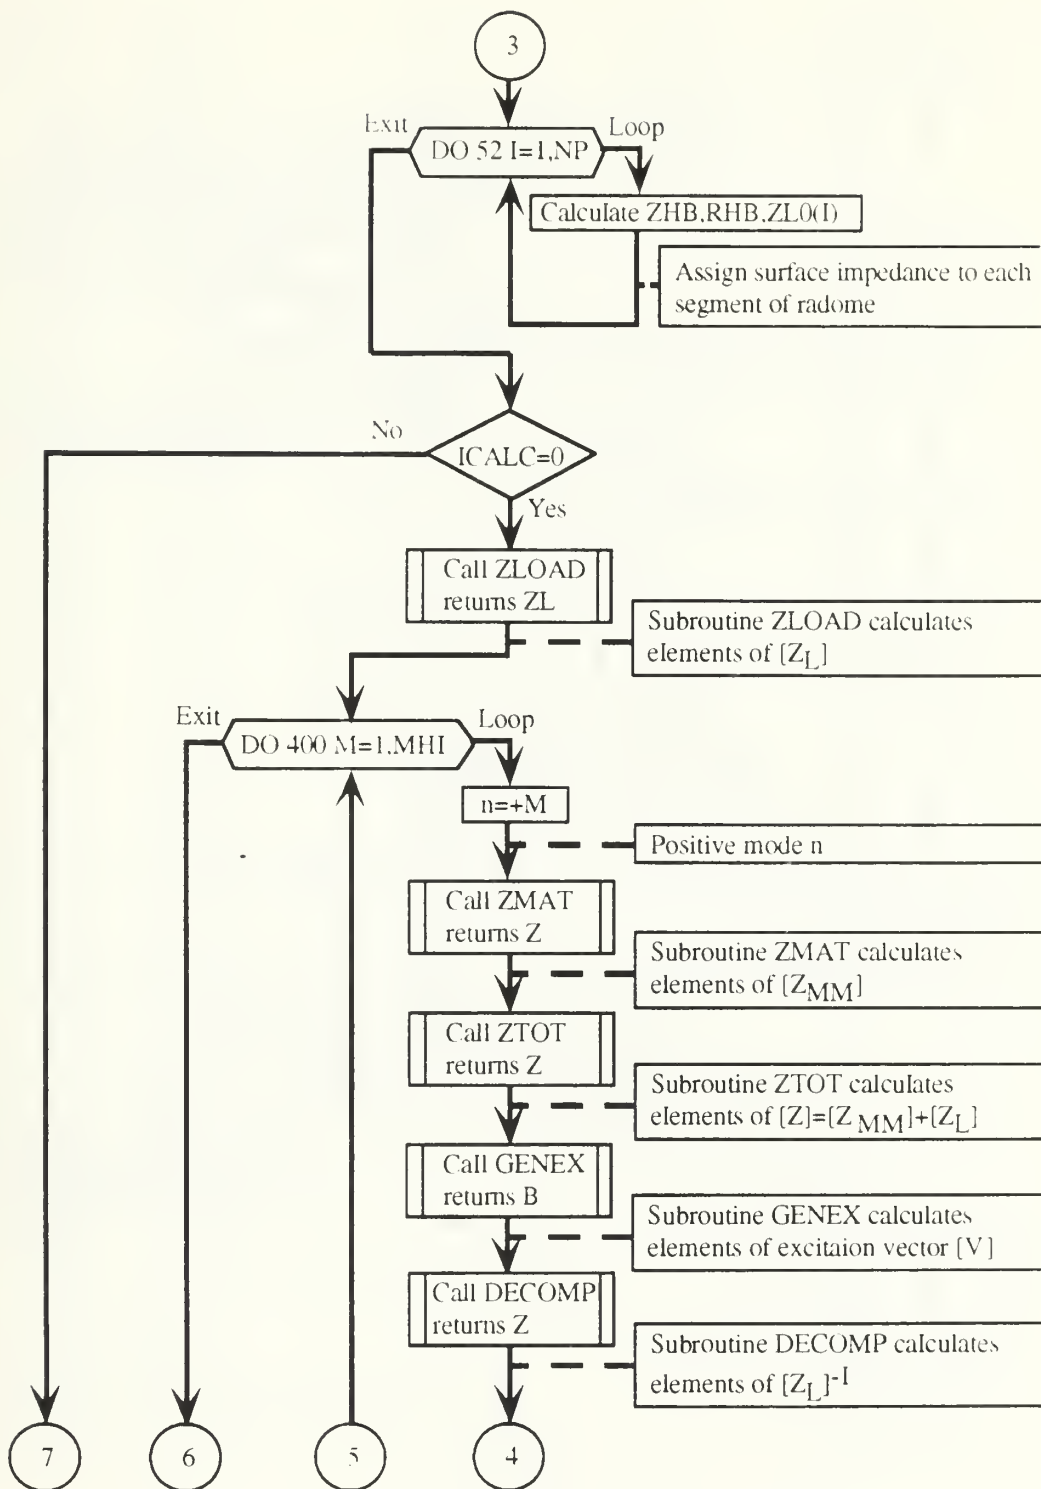 3
Exit
Loop
DO 52 I=1,NP
Calculate ZHB,RHB,ZL0(I)
Assign surface impedance to each
segment of radome
No
ICALC=0
Yes
Call ZLOAD
returns ZL
Subroutine ZLOAD calculates
elements of [ZL]
Exit
Loop
DO 400 M=1,MHI
n=+M
Positive mode n
Call ZMAT
returns Z
Subroutine ZMAT calculates
elements of [ZMM]
Call ZTOT
returns Z
Subroutine ZTOT calculates
elements of [Z]=[ZMM]+[ZL]
Call GENEX
returns B
Subroutine GENEX calculates
elements of excitaion vector [V]
Call DECOMP
returns Z
Subroutine DECOMP calculates
elements of [ZL]-1
7
6
5
4